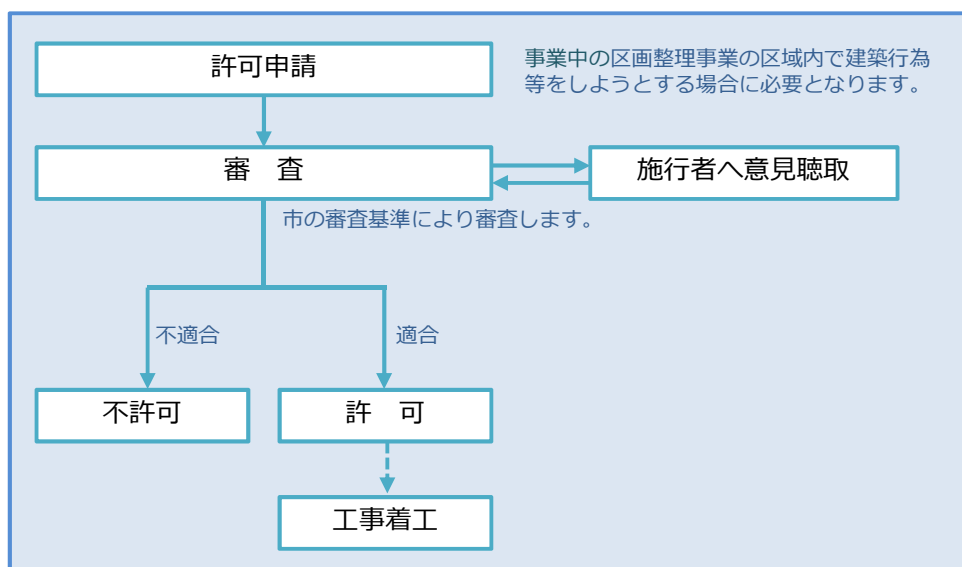 許可申請
事業中の区画整理事業の区域内で建築行為
等をしようとする場合に必要となります。
審　査
施行者へ意見聴取
市の審査基準により審査します。
不適合
適合
不許可
許　可
工事着工